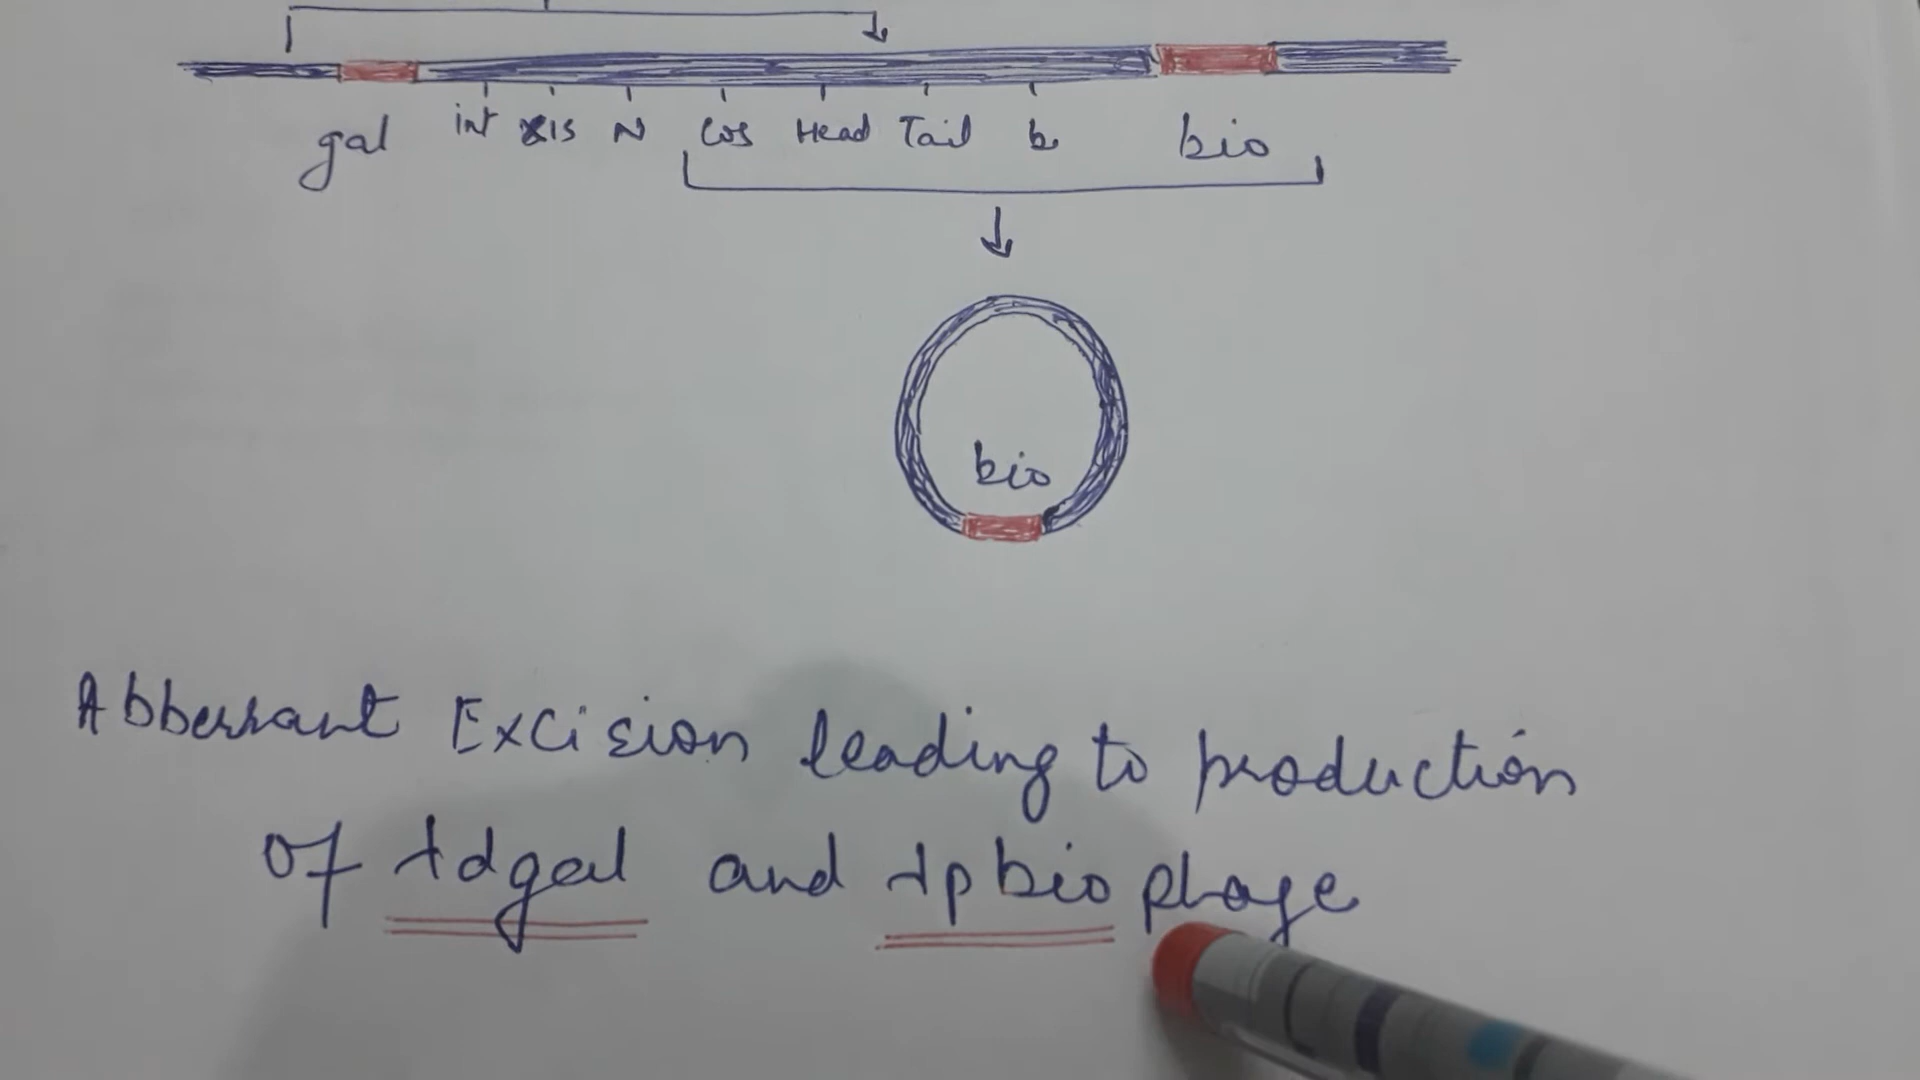 gal int xis N Cos Head Tail b bio
bio
Abberrant Excision leading to production
of λdgal and λpbio phage